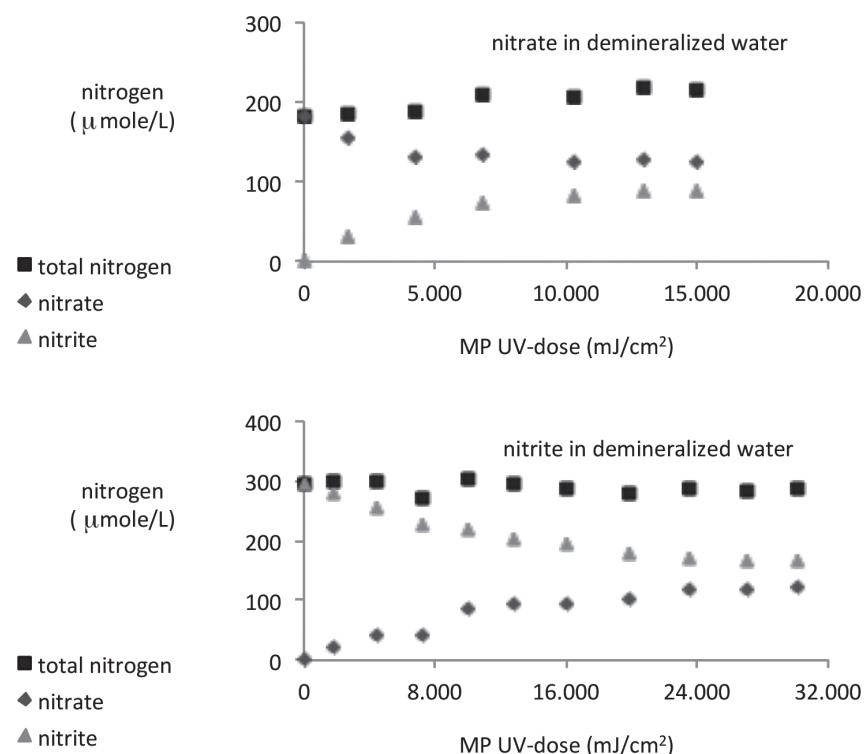 300
nitrate in demineralized water
nitrogen
( μmole/L)
200
100
0
total nitrogen
nitrate
nitrite
0 5.000 10.000 15.000 20.000
MP UV-dose (mJ/cm²)
400
nitrite in demineralized water
300
nitrogen
( μmole/L)
200
100
0
total nitrogen
nitrate
nitrite
0 8.000 16.000 24.000 32.000
MP UV-dose (mJ/cm²)